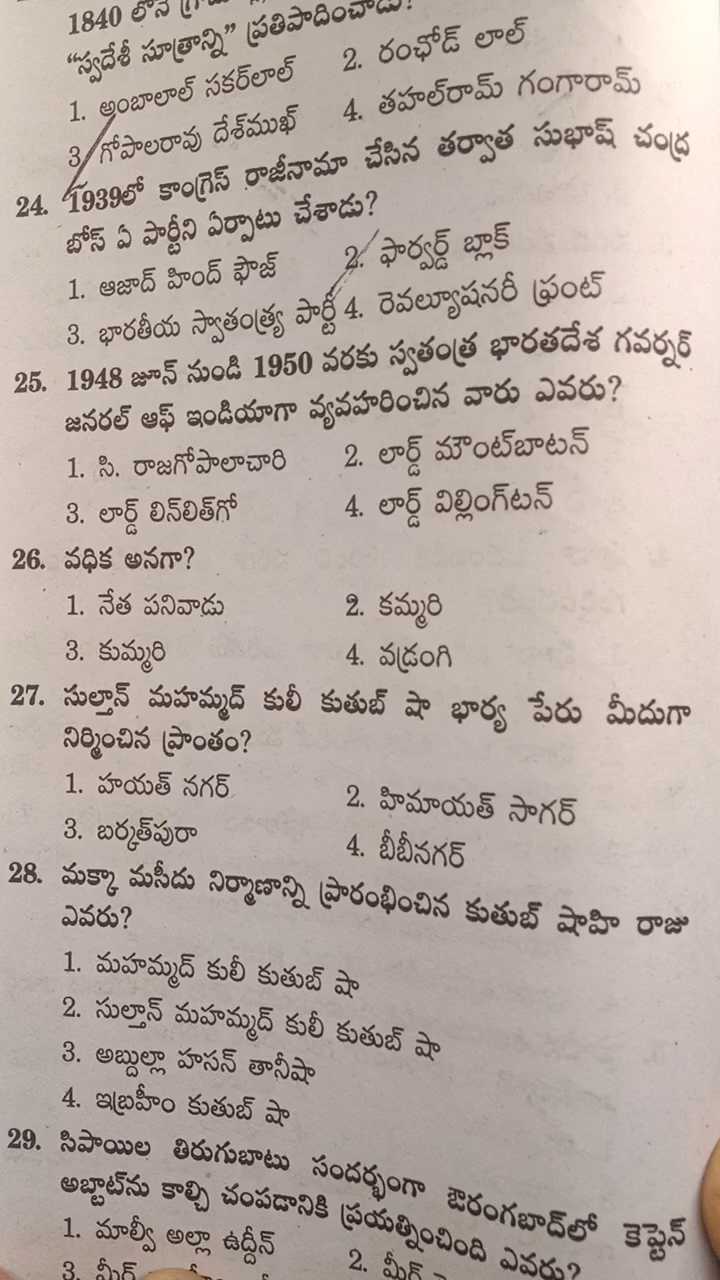 1840 లోనే
“స్వదేశీ సూత్రాన్ని” ప్రతిపాదించాడు?
1. అంబాలాల్ సకర్‌లాల్ 2. రంఛోడ్ లాల్
3. గోపాలరావు దేశ్‌ముఖ్ 4. తహల్‌రామ్ గంగారామ్
24. 1939లో కాంగ్రెస్ రాజీనామా చేసిన తర్వాత సుభాష్ చంద్ర
బోస్ ఏ పార్టీని ఏర్పాటు చేశాడు?
1. ఆజాద్ హింద్ ఫౌజ్ 2. ఫార్వర్డ్ బ్లాక్
3. భారతీయ స్వాతంత్ర్య పార్టీ 4. రెవల్యూషనరీ ఫ్రంట్
25. 1948 జూన్ నుండి 1950 వరకు స్వతంత్ర భారతదేశ గవర్నర్
జనరల్ ఆఫ్ ఇండియాగా వ్యవహరించిన వారు ఎవరు?
1. సి. రాజగోపాలాచారి 2. లార్డ్ మౌంట్‌బాటన్
3. లార్డ్ లిన్‌లిత్‌గో 4. లార్డ్ విల్లింగ్‌టన్
26. వధిక అనగా?
1. నేత పనివాడు 2. కమ్మరి
3. కుమ్మరి 4. వడ్రంగి
27. సుల్తాన్ మహమ్మద్ కులీ కుతుబ్ షా భార్య పేరు మీదుగా
నిర్మించిన ప్రాంతం?
1. హయత్ నగర్ 2. హిమాయత్ సాగర్
3. బర్కత్‌పురా 4. బీబీనగర్
28. మక్కా మసీదు నిర్మాణాన్ని ప్రారంభించిన కుతుబ్ షాహి రాజు
ఎవరు?
1. మహమ్మద్ కులీ కుతుబ్ షా
2. సుల్తాన్ మహమ్మద్ కులీ కుతుబ్ షా
3. అబ్దుల్లా హసన్ తానీషా
4. ఇబ్రహీం కుతుబ్ షా
29. సిపాయిల తిరుగుబాటు సందర్భంగా ఔరంగబాద్‌లో కెప్టెన్
అబ్టాట్‌ను కాల్చి చంపడానికి ప్రయత్నించింది ఎవరు?
1. మాల్వీ అల్లా ఉద్దీన్ 2. మీర్
3. మీర్